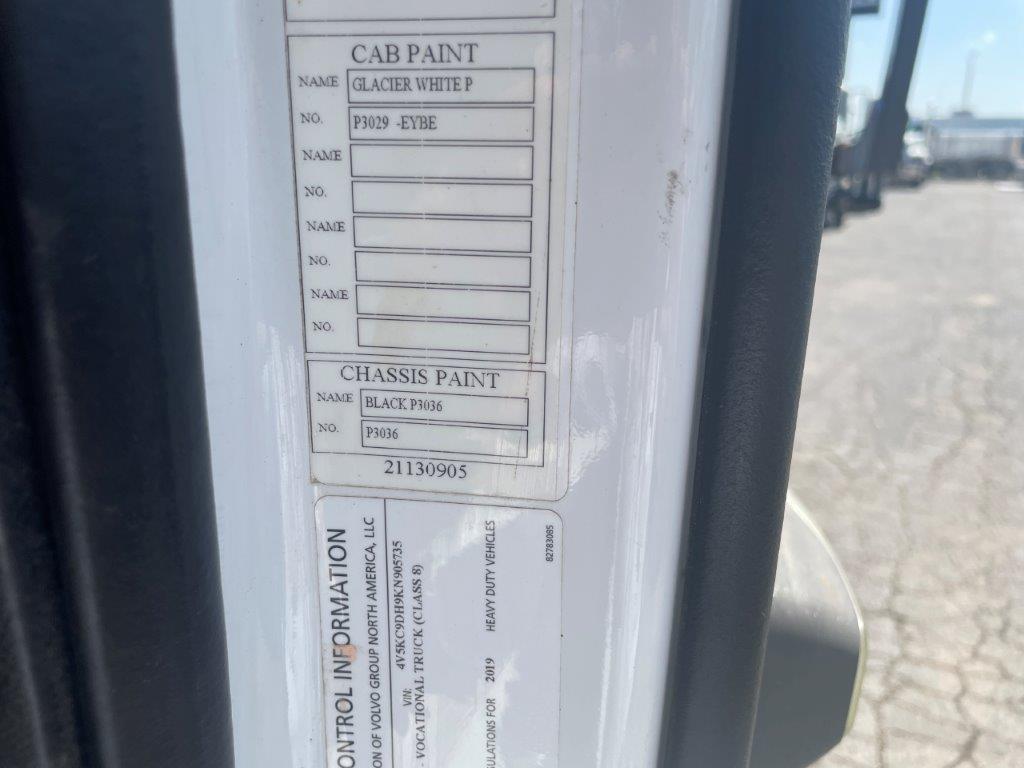 CAB PAINT
NAME GLACIER WHITE P
NO. P3029 -EYBE
NAME
NO.
NAME
NO.
NAME
NO.
CHASSIS PAINT
NAME BLACK P3036
NO. P3036
21130905
CONTROL INFORMATION
OF VOLVO GROUP NORTH AMERICA, LLC
VIN: 4V5KC9DH9KN905735
- VOCATIONAL TRUCK (CLASS 8)
FOR 2019 HEAVY DUTY VEHICLES
82783085